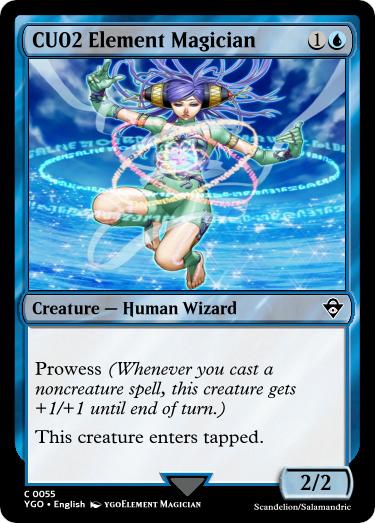 CU02 Element Magician 1
Creature — Human Wizard
Prowess (Whenever you cast a
noncreature spell, this creature gets
+1/+1 until end of turn.)
This creature enters tapped.
2/2
C 0055
YGO • English YGOELEMENT MAGICIAN
Scandelion/Salamandric